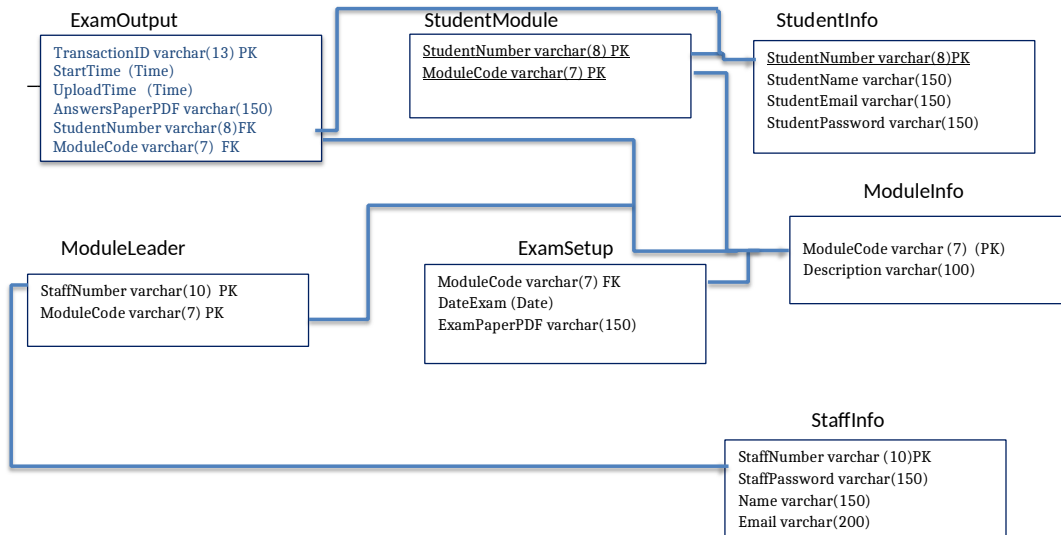 ExamOutput
TransactionID varchar(13) PK
StartTime (Time)
UploadTime (Time)
AnswersPaperPDF varchar(150)
StudentNumber varchar(8)FK
ModuleCode varchar(7) FK
StudentModule
StudentNumber varchar(8) PK
ModuleCode varchar(7) PK
StudentInfo
StudentNumber varchar(8)PK
StudentName varchar(150)
StudentEmail varchar(150)
StudentPassword varchar(150)
ModuleLeader
StaffNumber varchar(10) PK
ModuleCode varchar(7) PK
ExamSetup
ModuleCode varchar(7) FK
DateExam (Date)
ExamPaperPDF varchar(150)
ModuleInfo
ModuleCode varchar (7) (PK)
Description varchar(100)
StaffInfo
StaffNumber varchar (10)PK
StaffPassword varchar(150)
Name varchar(150)
Email varchar(200)